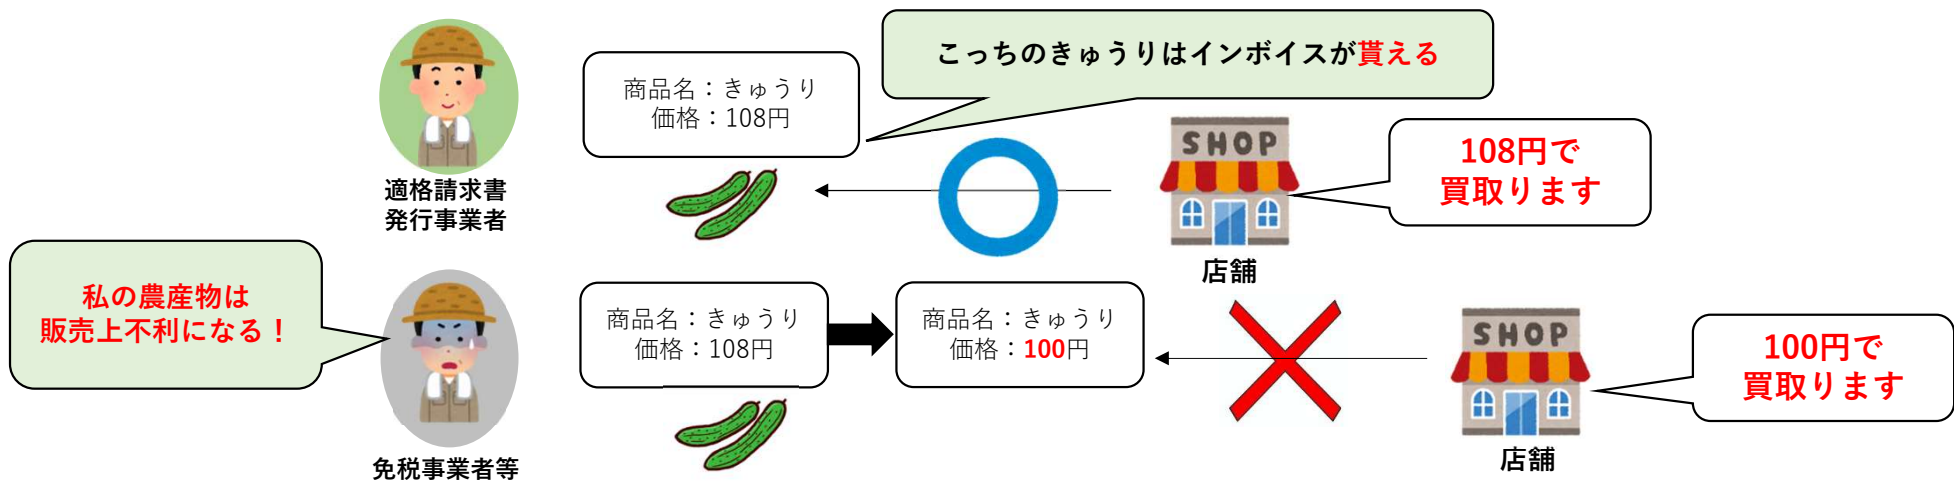 こっちのきゅうりはインボイスが貰える
商品名：きゅうり
価格：108円
SHOP
108円で
買取ります
適格請求書
発行事業者
店舗
私の農産物は
販売上不利になる！
商品名：きゅうり
価格：108円
商品名：きゅうり
価格：100円
SHOP
100円で
買取ります
免税事業者等
店舗